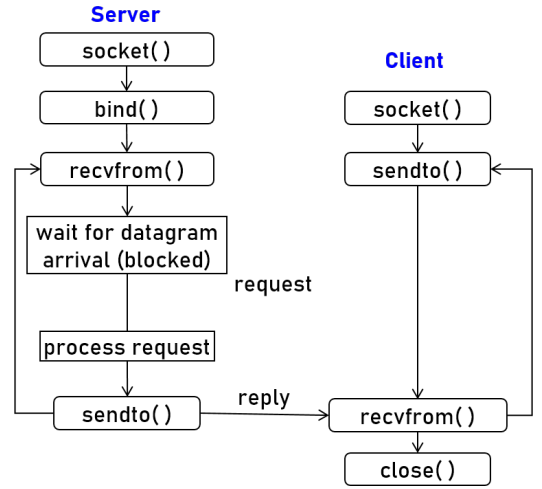 Server
socket( )
bind( )
recvfrom( )
wait for datagram
arrival (blocked)
request
process request
sendto( )
reply
Client
socket( )
sendto( )
recvfrom( )
close( )